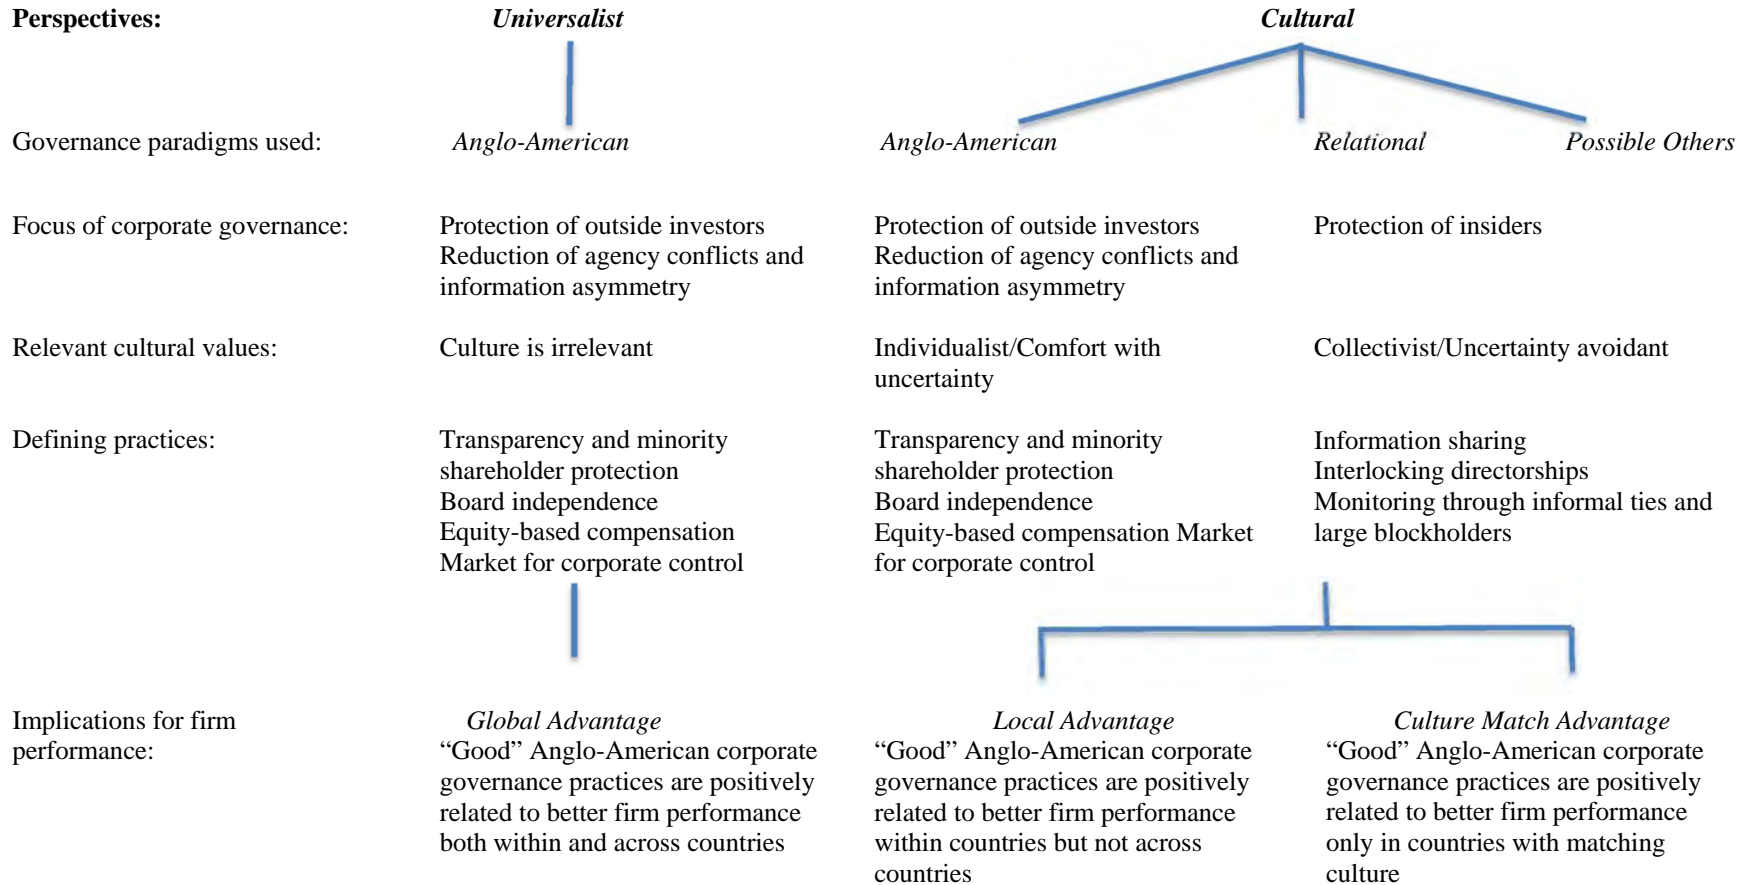 Perspectives: Universalist Cultural
Governance paradigms used: Anglo-American Anglo-American Relational Possible Others
Focus of corporate governance: Protection of outside investors Protection of outside investors Protection of insiders
Reduction of agency conflicts and Reduction of agency conflicts and
information asymmetry information asymmetry
Relevant cultural values: Culture is irrelevant Individualist/Comfort with Collectivist/Uncertainty avoidant
uncertainty
Defining practices: Transparency and minority Transparency and minority Information sharing
shareholder protection shareholder protection Interlocking directorships
Board independence Board independence Monitoring through informal ties and
Equity-based compensation Equity-based compensation Market large blockholders
Market for corporate control for corporate control
Implications for firm Global Advantage Local Advantage Culture Match Advantage
performance: “Good” Anglo-American corporate “Good” Anglo-American corporate “Good” Anglo-American corporate
governance practices are positively governance practices are positively governance practices are positively
related to better firm performance related to better firm performance related to better firm performance
both within and across countries within countries but not across only in countries with matching
countries culture